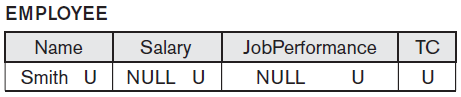 EMPLOYEE
Name Salary JobPerformance TC
Smith U NULL U NULL U U